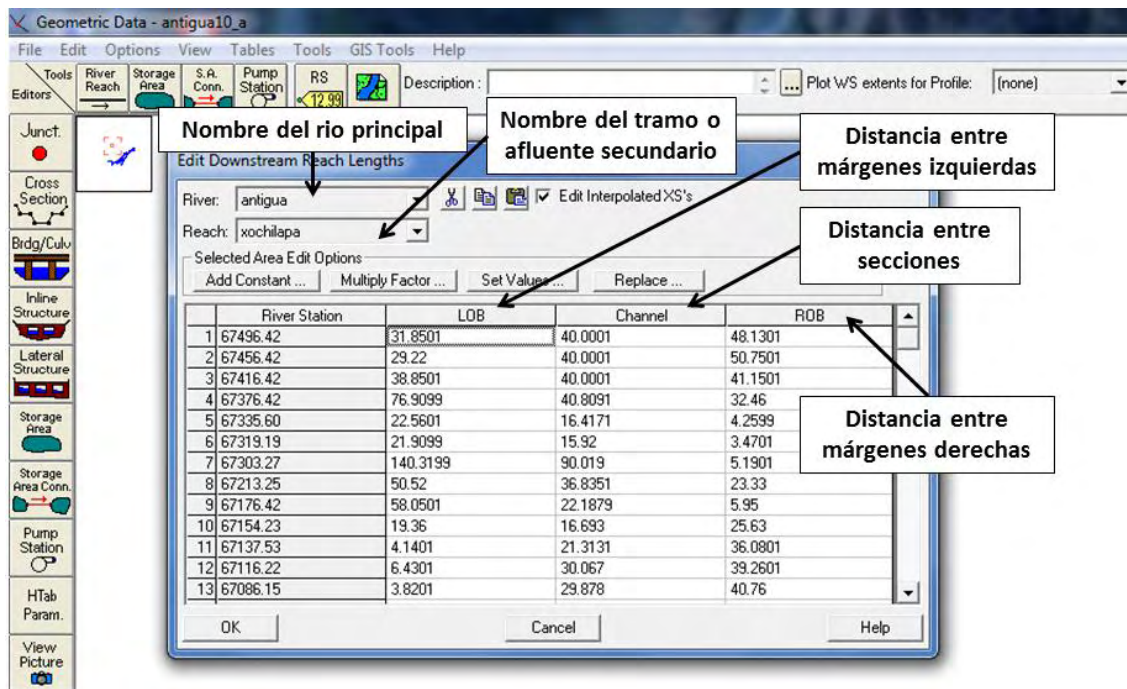 Geometric Data - antigua10_a
File Edit Options View Tables Tools GIS Tools Help
Tools
Editors
River
Reach
Storage
Area
S.A.
Conn.
Pump
Station
RS
12.99
Description :
...
Plot WS extents for Profile:
(none)
Junct.
Cross
Section
Brdg/Culv
Inline
Structure
Lateral
Structure
Storage
Area
Storage
Area Conn.
Pump
Station
HTab
Param.
View
Picture
Nombre del rio principal
Nombre del tramo o
afluente secundario
Distancia entre
márgenes izquierdas
Distancia entre
secciones
Distancia entre
márgenes derechas
Edit Downstream Reach Lengths
River: antigua
Edit Interpolated XS's
Reach: xochilapa
Selected Area Edit Options
Add Constant ... Multiply Factor ... Set Values ... Replace ...
River Station LOB Channel ROB
1 67496.42 31.8501 40.0001 48.1301
2 67456.42 29.22 40.0001 50.7501
3 67416.42 38.8501 40.0001 41.1501
4 67376.42 76.9099 40.8091 32.46
5 67335.60 22.5601 16.4171 4.2599
6 67319.19 21.9099 15.92 3.4701
7 67303.27 140.3199 90.019 5.1901
8 67213.25 50.52 36.8351 23.33
9 67176.42 58.0501 22.1879 5.95
10 67154.23 19.36 16.693 25.63
11 67137.53 4.1401 21.3131 36.0801
12 67116.22 6.4301 30.067 39.2601
13 67086.15 3.8201 29.878 40.76
OK Cancel Help